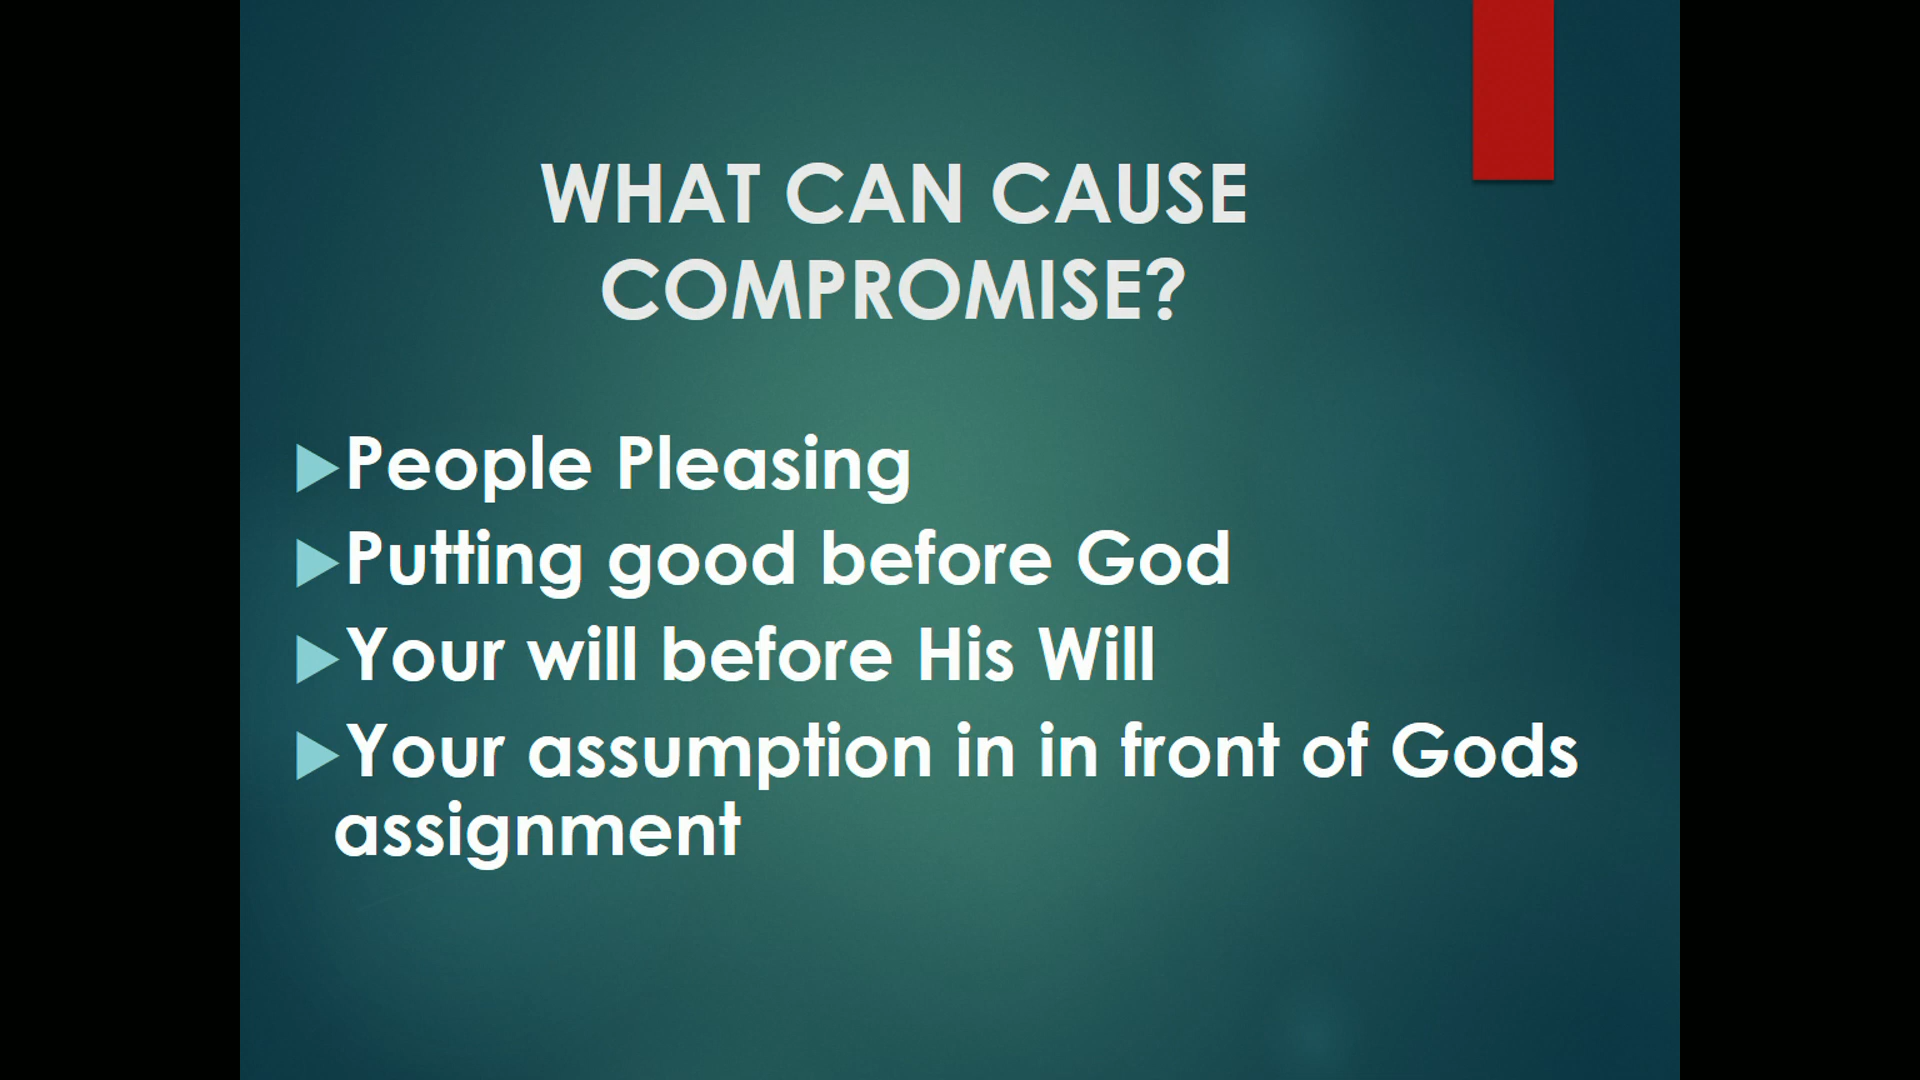 WHAT CAN CAUSE
COMPROMISE?
People Pleasing
Putting good before God
Your will before His Will
Your assumption in in front of Gods
assignment